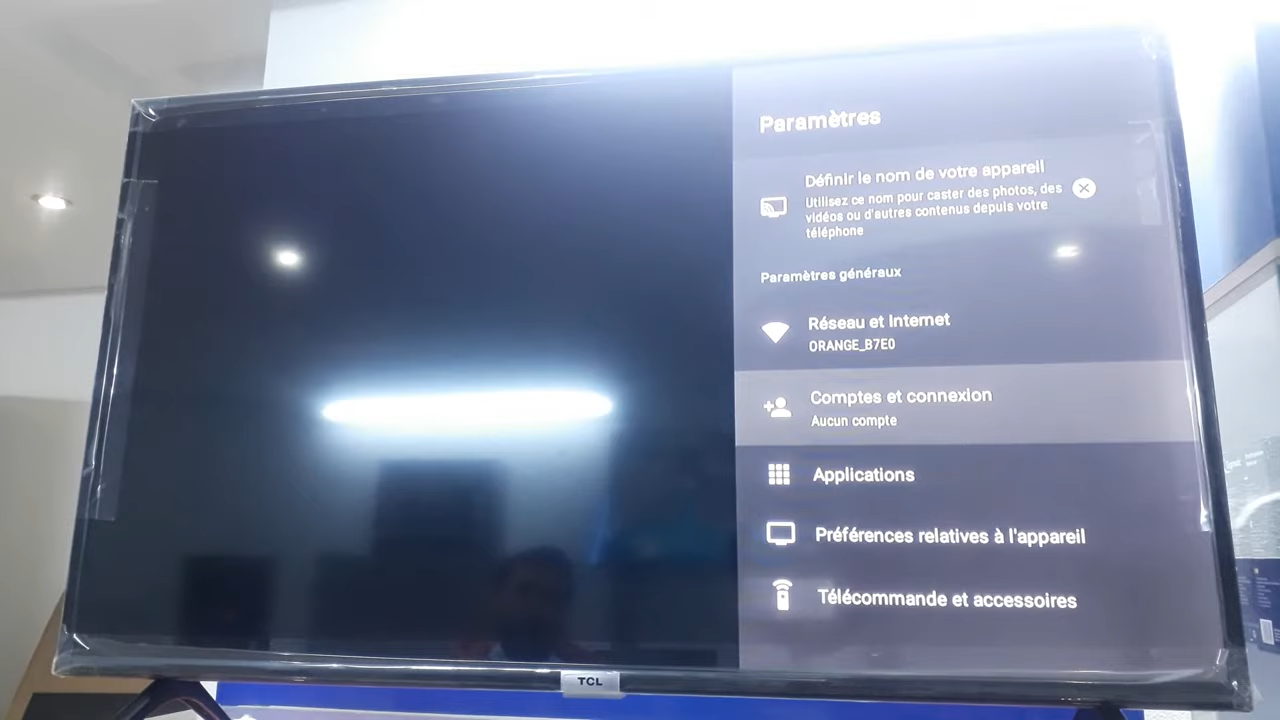 Paramètres
Définir le nom de votre appareil
Utilisez ce nom pour caster des photos, des
vidéos ou d'autres contenus depuis votre
téléphone
Paramètres généraux
Réseau et Internet
ORANGE_B7E0
Comptes et connexion
Aucun compte
Applications
Préférences relatives à l'appareil
Télécommande et accessoires
TCL